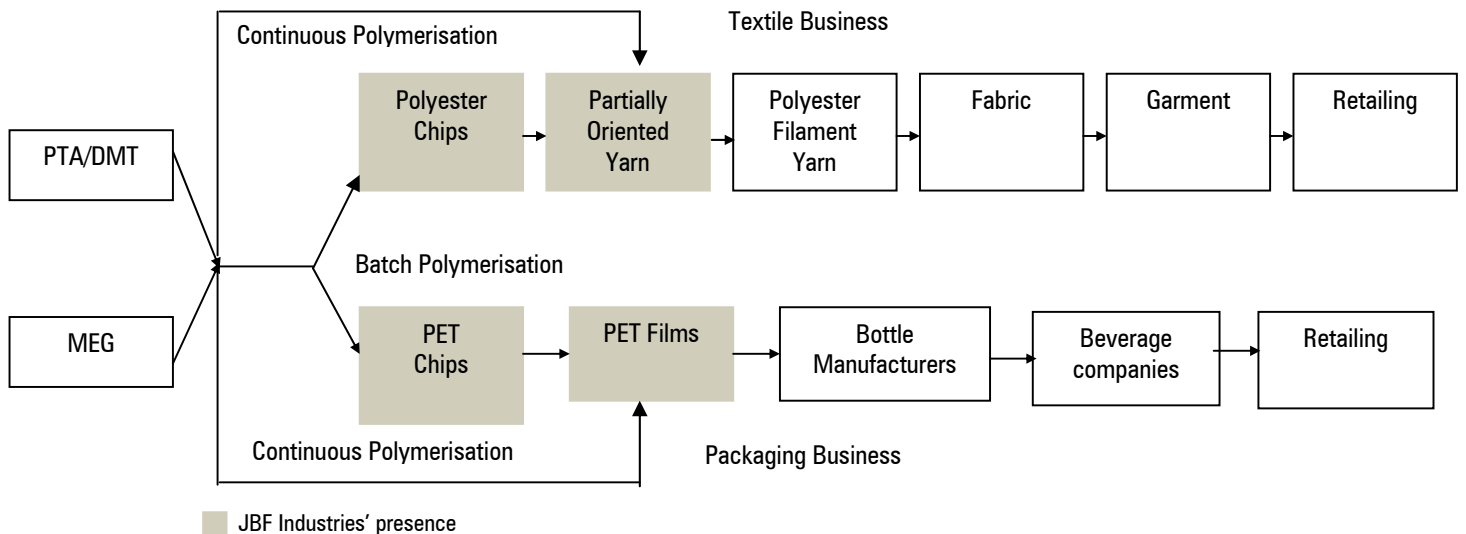 Textile Business
Continuous Polymerisation
PTA/DMT
MEG
Polyester
Chips
Partially
Oriented
Yarn
Polyester
Filament
Yarn
Fabric
Garment
Retailing
Batch Polymerisation
PET
Chips
PET Films
Bottle
Manufacturers
Beverage
companies
Retailing
Continuous Polymerisation
Packaging Business
JBF Industries’ presence